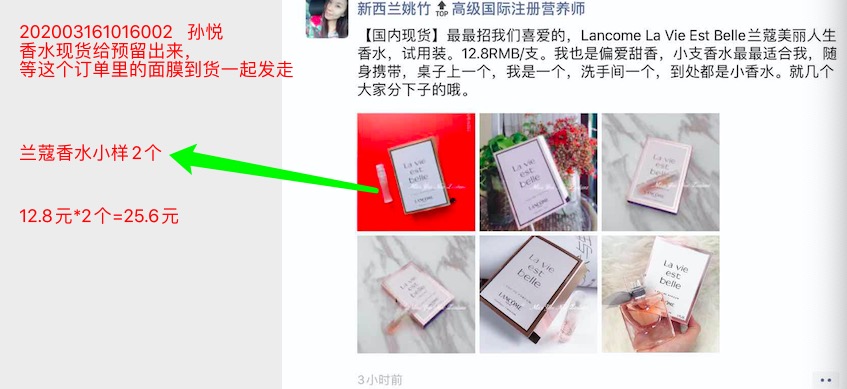 202003161016002 孙悦
香水现货给预留出来，
等这个订单里的面膜到货一起发走
兰蔻香水小样2个
12.8元*2个=25.6元
新西兰姚竹 TOP 高级国际注册营养师
【国内现货】最最招我们喜爱的，Lancome La Vie Est Belle兰蔻美丽人生
香水，试用装。12.8RMB/支。我也是偏爱甜香，小支香水最最适合我，随
身携带，桌子上一个，我是一个，洗手间一个，到处都是小香水。就几个
大家分下子的哦。
La vie
est
belle
LANCÔME
La vie
est
belle
LANCÔME
La vie
est
belle
La vie
est
belle
La vie
est
belle
LANCÔME
La vie
est
belle
3小时前